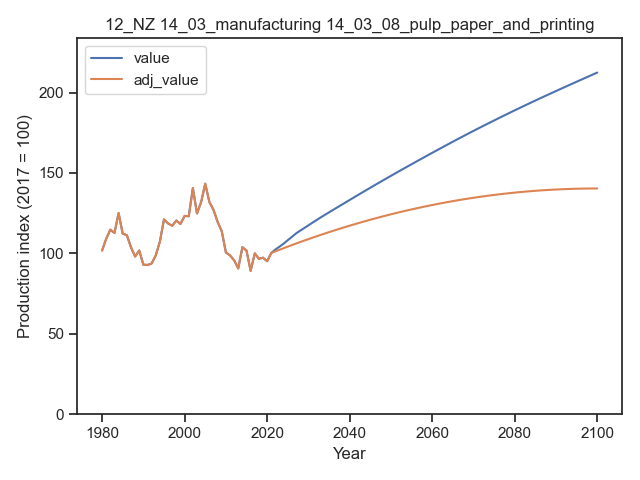 12_NZ 14_03_manufacturing 14_03_08_pulp_paper_and_printing
value
adj_value
Production index (2017 = 100)
200
150
100
50
0
1980 2000 2020 2040 2060 2080 2100
Year